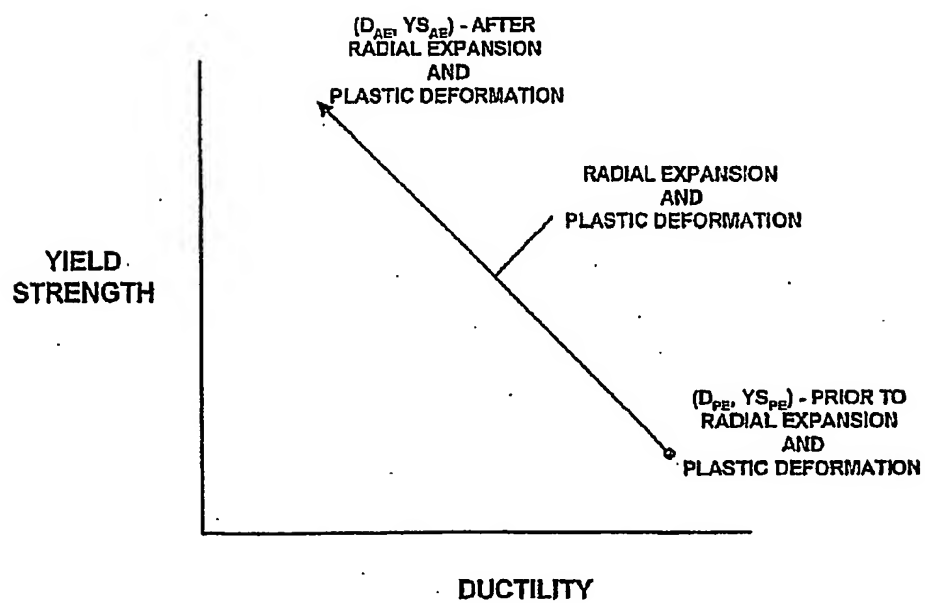 (D_AE, YS_AE) - AFTER
RADIAL EXPANSION
AND
PLASTIC DEFORMATION
RADIAL EXPANSION
AND
PLASTIC DEFORMATION
YIELD
STRENGTH
(D_PE, YS_PE) - PRIOR TO
RADIAL EXPANSION
AND
PLASTIC DEFORMATION
DUCTILITY